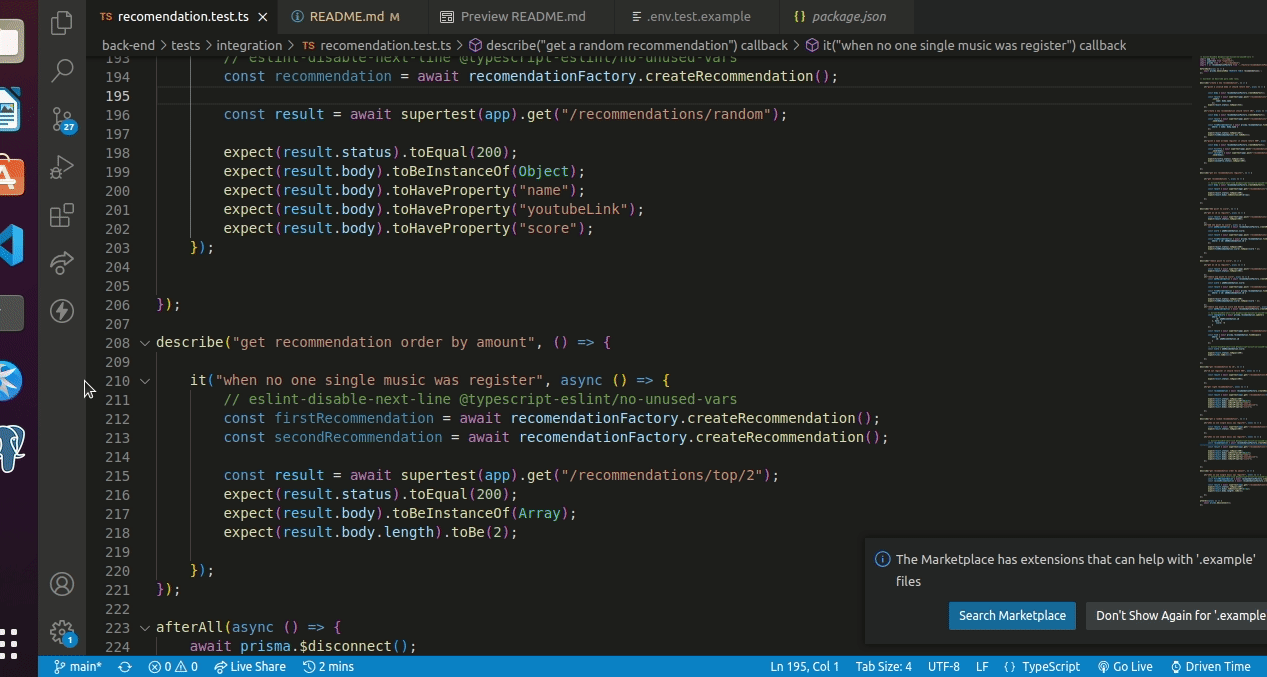 TS recomendation.test.ts
README.md M
Preview README.md
.env.test.example
{} package.json
back-end > tests > integration > TS recomendation.test.ts > describe("get a random recommendation") callback > it("when no one single music was register") callback
193 // eslint-disable-next-line @typescript-eslint/no-unused-vars
194 const recommendation = await recomendationFactory.createRecommendation();
195
196 const result = await supertest(app).get("/recommendations/random");
197
198 expect(result.status).toEqual(200);
199 expect(result.body).toBeInstanceOf(Object);
200 expect(result.body).toHaveProperty("name");
201 expect(result.body).toHaveProperty("youtubeLink");
202 expect(result.body).toHaveProperty("score");
203 });
204
205
206 });
207
208 describe("get recommendation order by amount", () => {
209
210 it("when no one single music was register", async () => {
211 // eslint-disable-next-line @typescript-eslint/no-unused-vars
212 const firstRecommendation = await recomendationFactory.createRecommendation();
213 const secondRecommendation = await recomendationFactory.createRecommendation();
214
215 const result = await supertest(app).get("/recommendations/top/2");
216 expect(result.status).toEqual(200);
217 expect(result.body).toBeInstanceOf(Array);
218 expect(result.body.length).toBe(2);
219
220 });
221 });
222
223 afterAll(async () => {
224 await prisma.$disconnect();
27
1
The Marketplace has extensions that can help with '.example'
files
Search Marketplace
Don't Show Again for '.example
main* 0 0 Live Share 2 mins Ln 195, Col 1 Tab Size: 4 UTF-8 LF {} TypeScript Go Live Driven Time